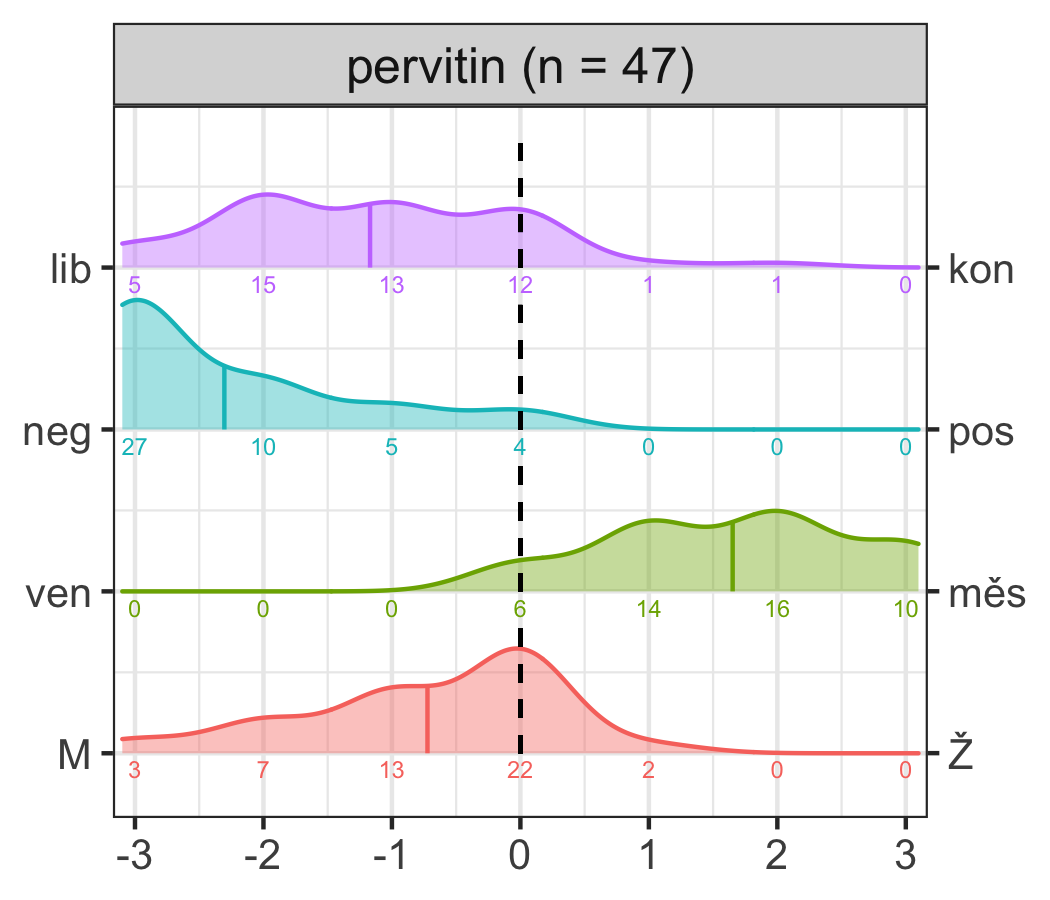 pervitin (n = 47)
lib kon
5 15 13 12 1 1 0
neg pos
27 10 5 4 0 0 0
ven měs
0 0 0 6 14 16 10
M Ž
3 7 13 22 2 0 0
-3 -2 -1 0 1 2 3